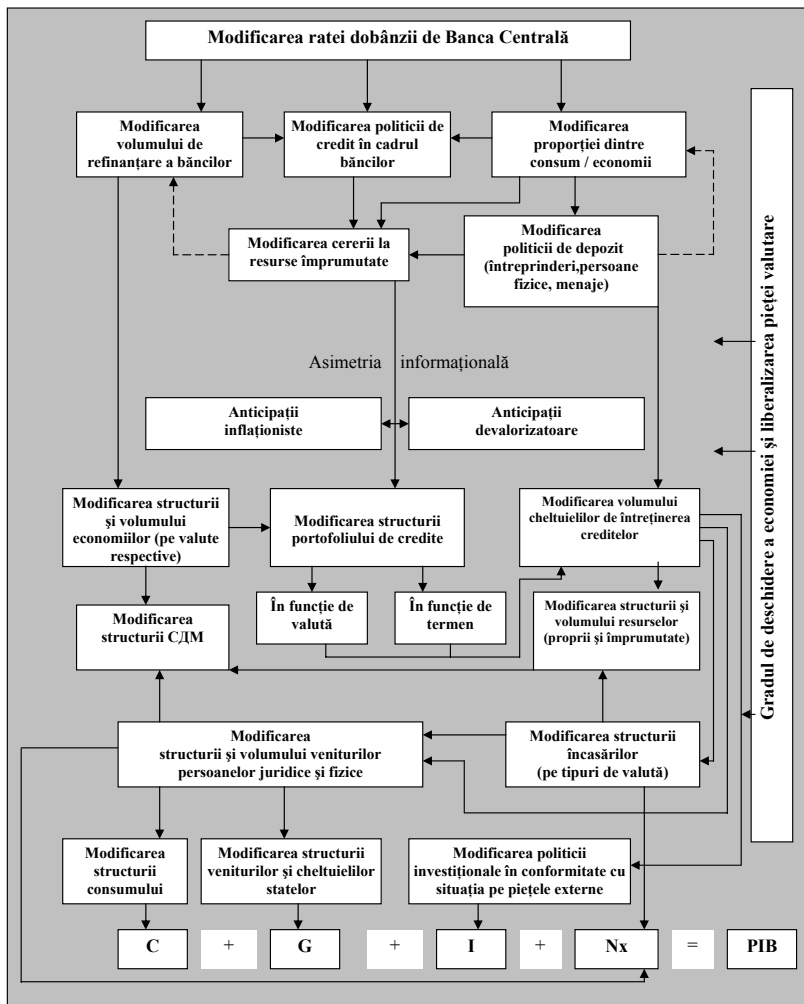 Modificarea ratei dobânzii de Banca Centrală
Modificarea
volumului de
refinanțare a băncilor
Modificarea politicii de
credit în cadrul
băncilor
Modificarea
proporției dintre
consum / economii
Modificarea cererii la
resurse împrumutate
Modificarea
politicii de depozit
(întreprinderi,persoane
fizice, menaje)
Asimetria informațională
Anticipații
inflaționiste
Anticipații
devalorizatoare
Modificarea structurii
şi volumului
economiilor (pe valute
respective)
Modificarea structurii
portofoliului de credite
Modificarea volumului
cheltuielilor de întreținerea
creditelor
Modificarea
structurii СДМ
În funcție de
valută
În funcție de
termen
Modificarea structurii și
volumului resurselor
(proprii și împrumutate)
Modificarea
structurii și volumului veniturilor
persoanelor juridice și fizice
Modificarea structurii
încasărilor
(pe tipuri de valută)
Modificarea
structurii
consumului
Modificarea structurii
veniturilor și cheltuielilor
statelor
Modificarea politicii
investiționale în conformitate cu
situația pe piețele externe
C + G + I + Nx = PIB
Gradul de deschidere a economiei şi liberalizarea pieței valutare